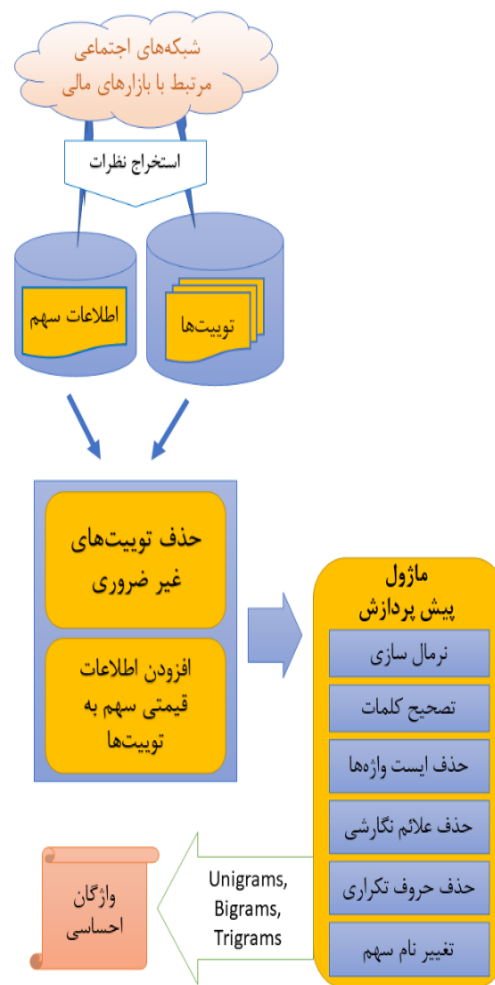 شبکه‌های اجتماعی
مرتبط با بازارهای مالی
استخراج نظرات
اطلاعات سهم
توییت‌ها
حذف توییت‌های
غیر ضروری
افزودن اطلاعات
قیمتی سهم به
توییت‌ها
ماژول
پیش پردازش
نرمال سازی
تصحیح کلمات
حذف ایست واژه‌ها
حذف علائم نگارشی
حذف حروف تکراری
تغییر نام سهم
Unigrams,
Bigrams,
Trigrams
واژگان
احساسی